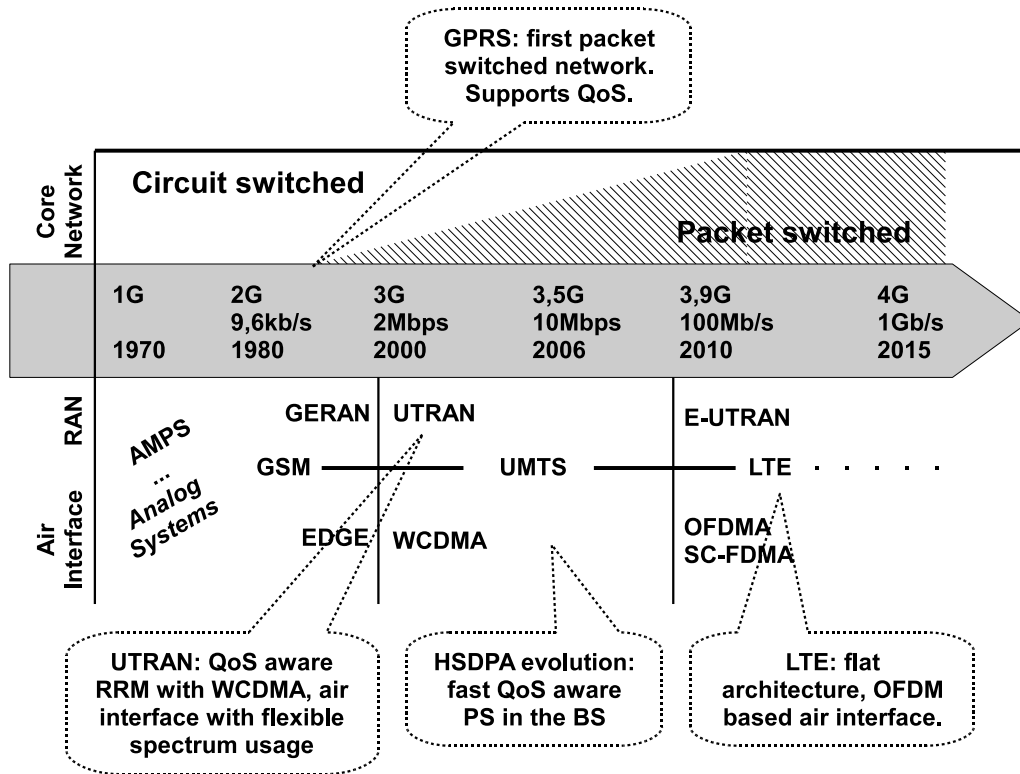 GPRS: first packet
switched network.
Supports QoS.
Core
Network
Circuit switched
Packet switched
1G
1970
2G
9,6kb/s
1980
3G
2Mbps
2000
3,5G
10Mbps
2006
3,9G
100Mb/s
2010
4G
1Gb/s
2015
RAN
Air
Interface
AMPS
...
Analog
Systems
GERAN
UTRAN
E-UTRAN
GSM
UMTS
LTE
EDGE
WCDMA
OFDMA
SC-FDMA
UTRAN: QoS aware
RRM with WCDMA, air
interface with flexible
spectrum usage
HSDPA evolution:
fast QoS aware
PS in the BS
LTE: flat
architecture, OFDM
based air interface.